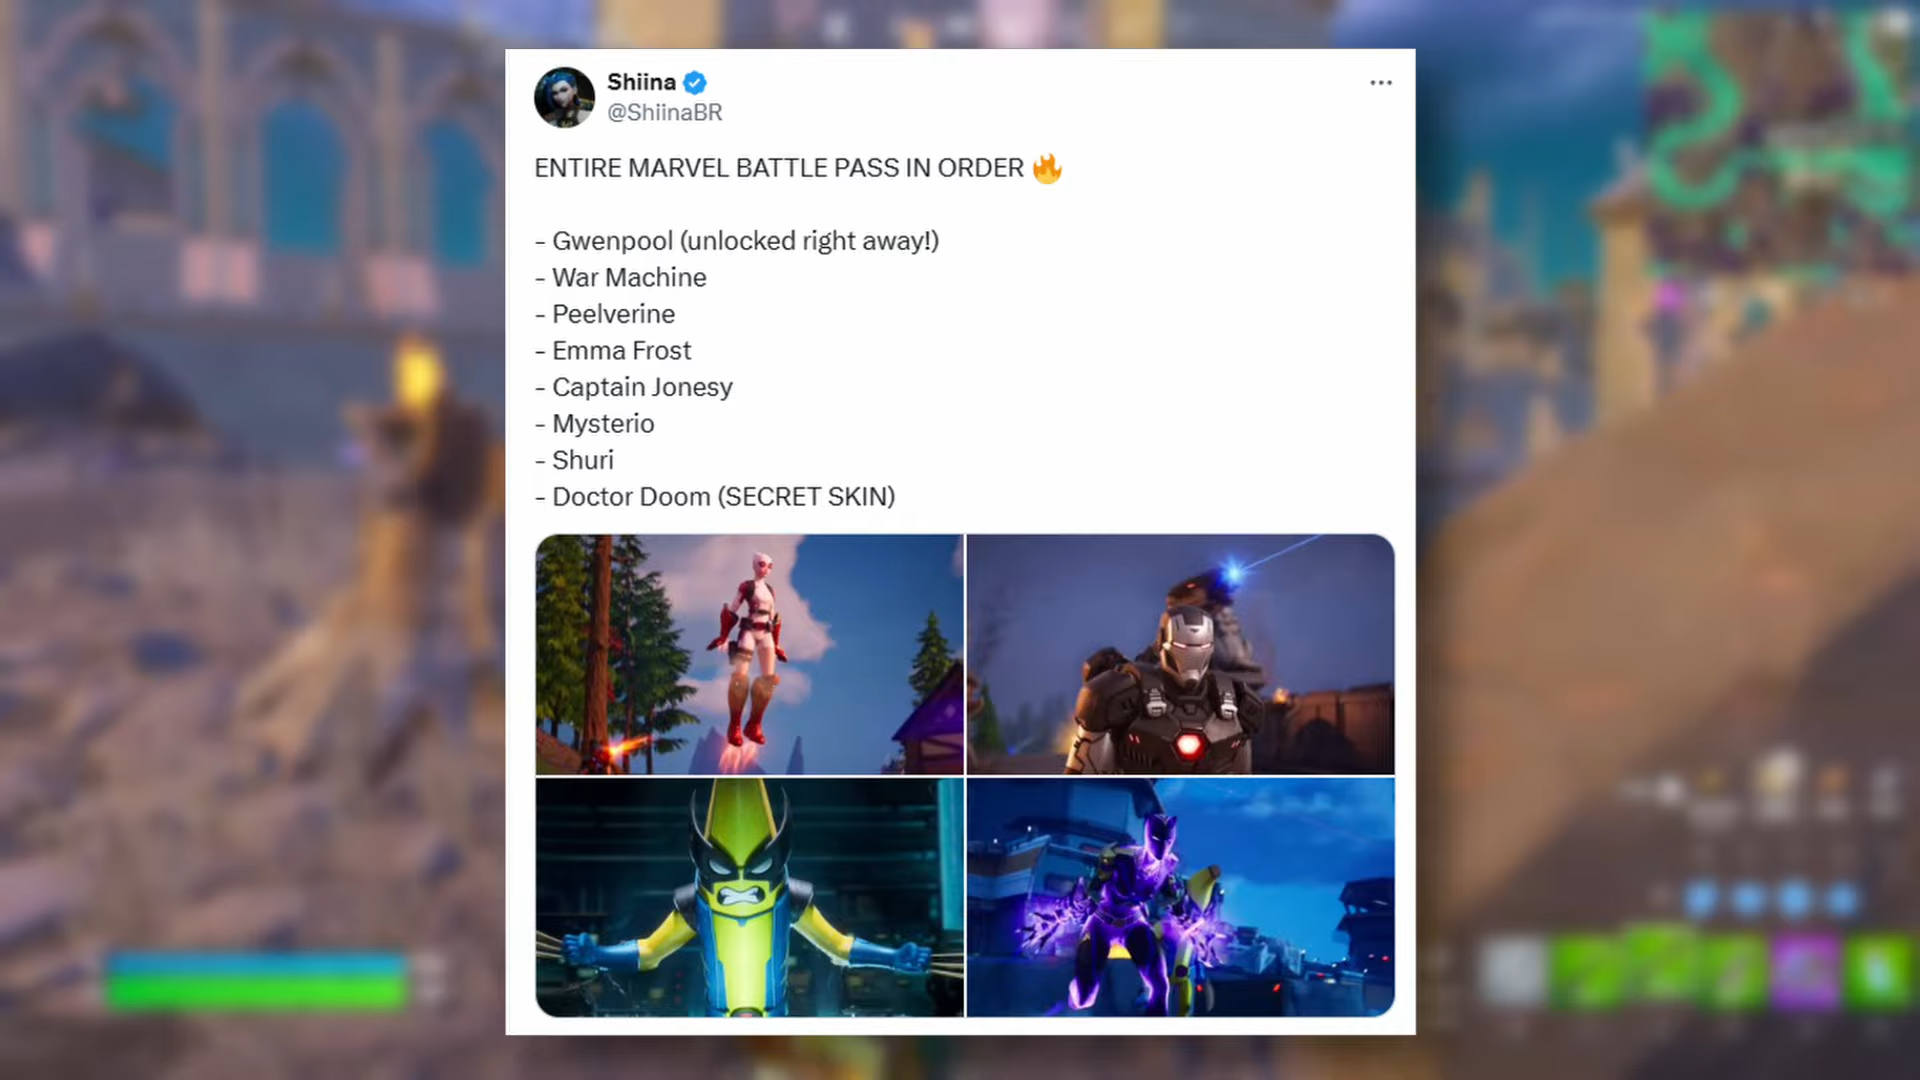 Shiina
@ShiinaBR
ENTIRE MARVEL BATTLE PASS IN ORDER 🔥
- Gwenpool (unlocked right away!)
- War Machine
- Peelverine
- Emma Frost
- Captain Jonesy
- Mysterio
- Shuri
- Doctor Doom (SECRET SKIN)